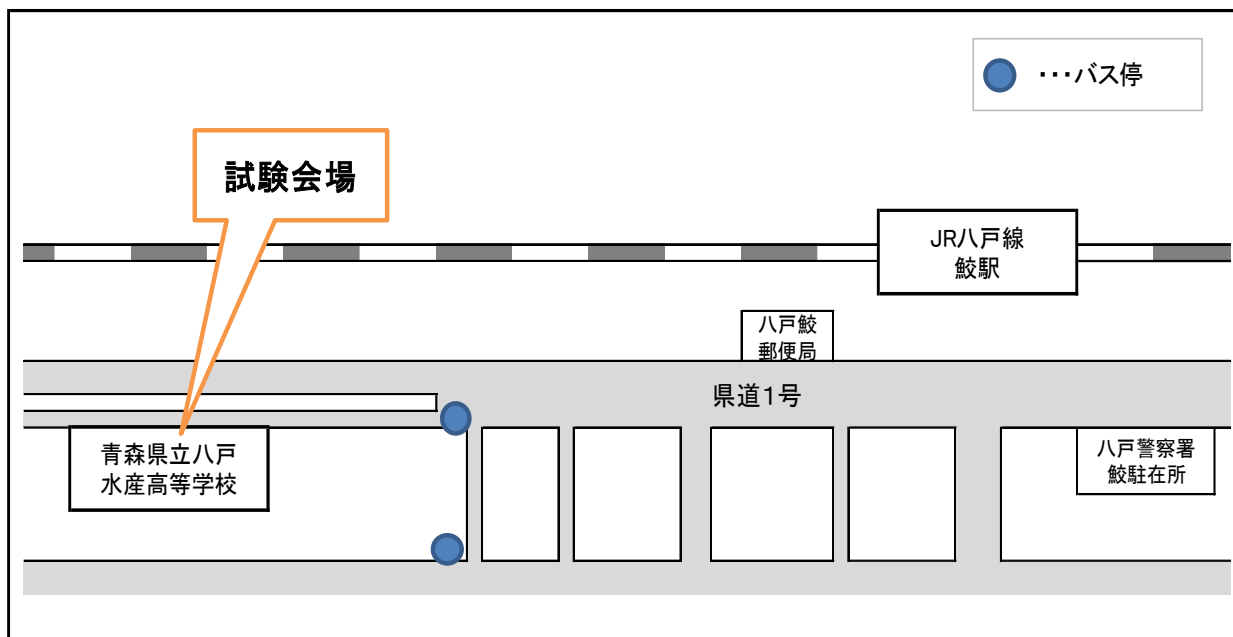 ・・・バス停
試験会場
JR八戸線
鮫駅
八戸鮫
郵便局
県道1号
青森県立八戸
水産高等学校
八戸警察署
鮫駐在所